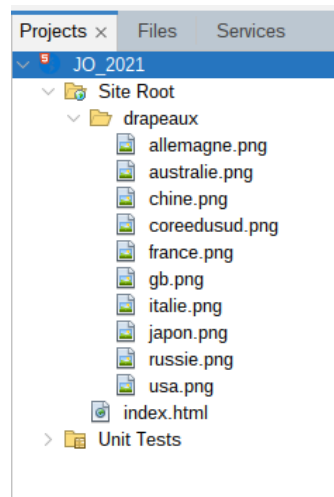 Projects × Files Services
5 JO_2021
Site Root
drapeaux
allemagne.png
australie.png
chine.png
coreedusud.png
france.png
gb.png
italie.png
japon.png
russie.png
usa.png
index.html
Unit Tests